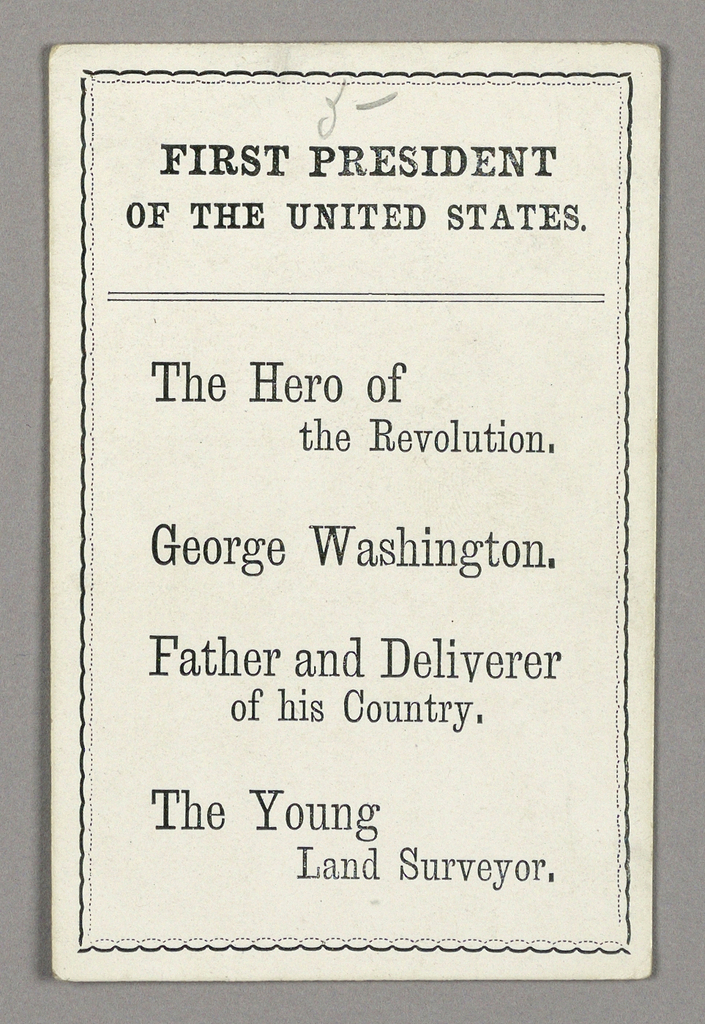 FIRST PRESIDENT
OF THE UNITED STATES.
The Hero of
the Revolution.
George Washington.
Father and Deliverer
of his Country.
The Young
Land Surveyor.